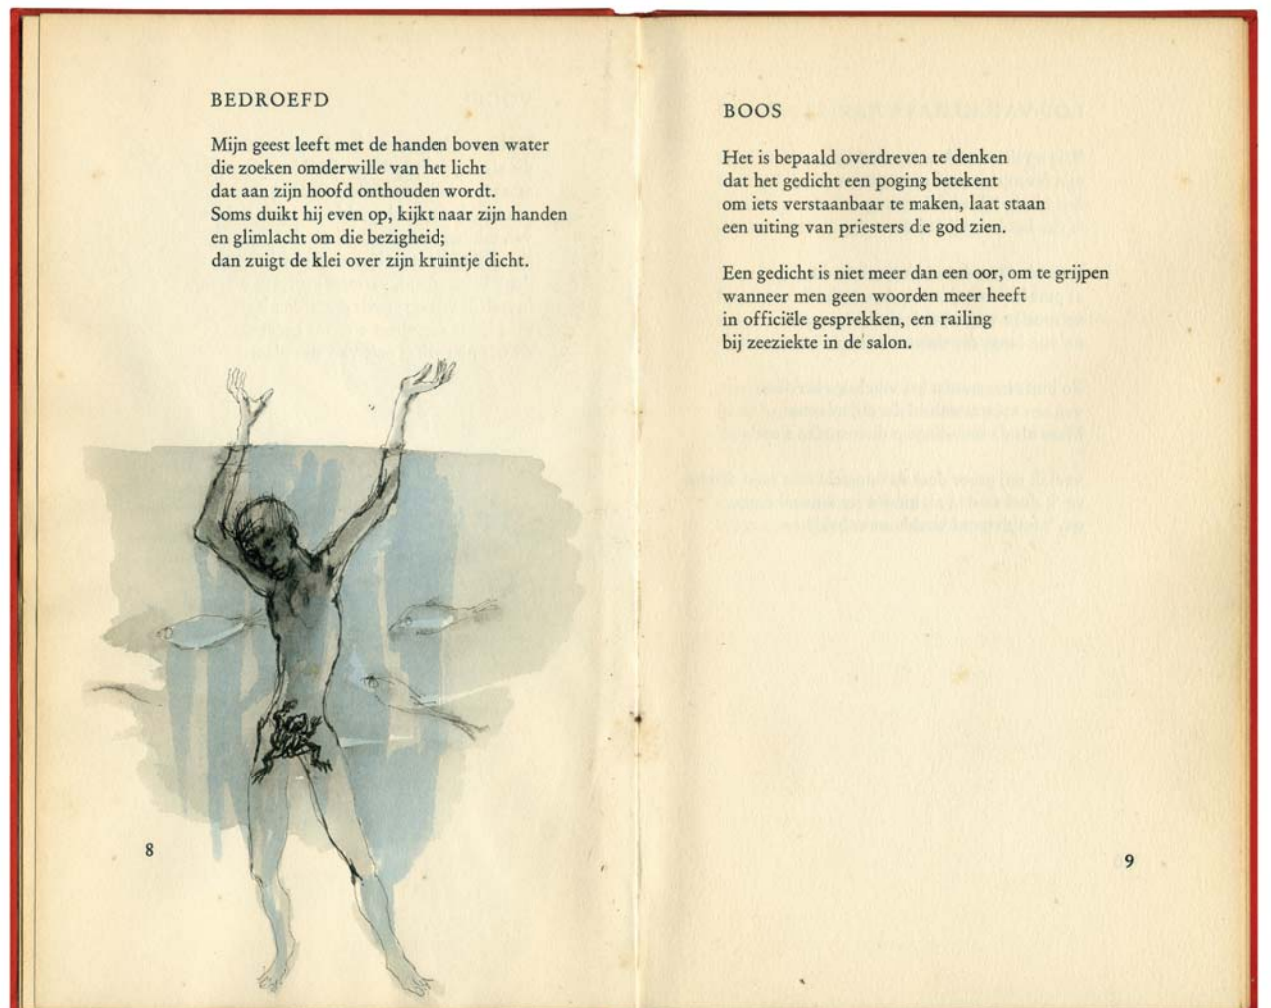 BEDROEFD
Mijn geest leeft met de handen boven water
die zoeken omderwille van het licht
dat aan zijn hoofd onthouden wordt.
Soms duikt hij even op, kijkt naar zijn handen
en glimlacht om die bezigheid;
dan zuigt de klei over zijn kruintje dicht.
8
BOOS
Het is bepaald overdreven te denken
dat het gedicht een poging betekent
om iets verstaanbaar te maken, laat staan
een uiting van priesters die god zien.
Een gedicht is niet meer dan een oor, om te grijpen
wanneer men geen woorden meer heeft
in officiële gesprekken, een railing
bij zeeziekte in de salon.
9